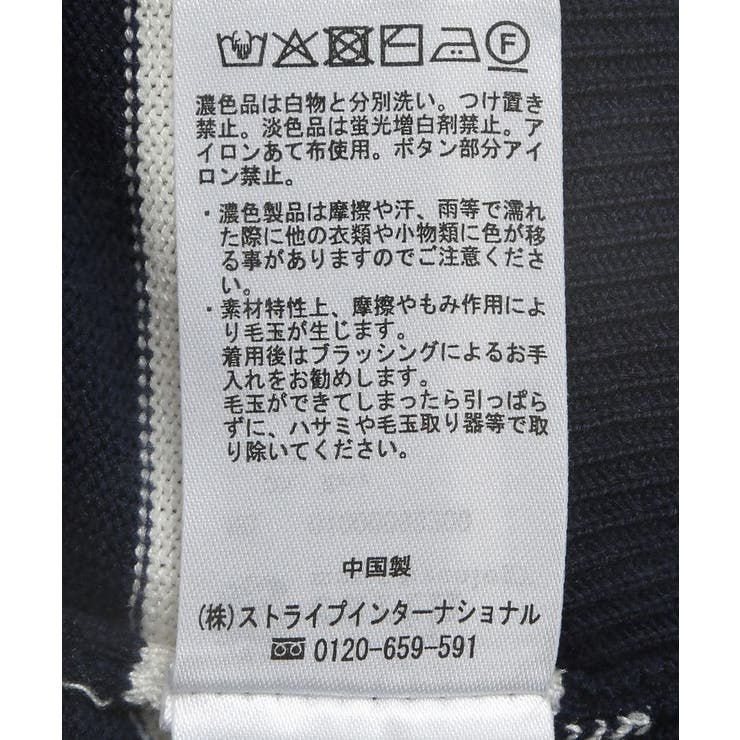 F
濃色品は白物と分別洗い。つけ置き
禁止。淡色品は蛍光増白剤禁止。ア
イロンあて布使用。ボタン部分アイ
ロン禁止。
・濃色製品は摩擦や汗、雨等で濡れ
た際に他の衣類や小物類に色が移
る事がありますのでご注意くださ
い。
・素材特性上、摩擦やもみ作用によ
り毛玉が生じます。
着用後はブラッシングによるお手
入れをお勧めします。
毛玉ができてしまったら引っぱら
ずに、ハサミや毛玉取り器等で取
り除いてください。
中国製
(株)ストライプインターナショナル
0120-659-591